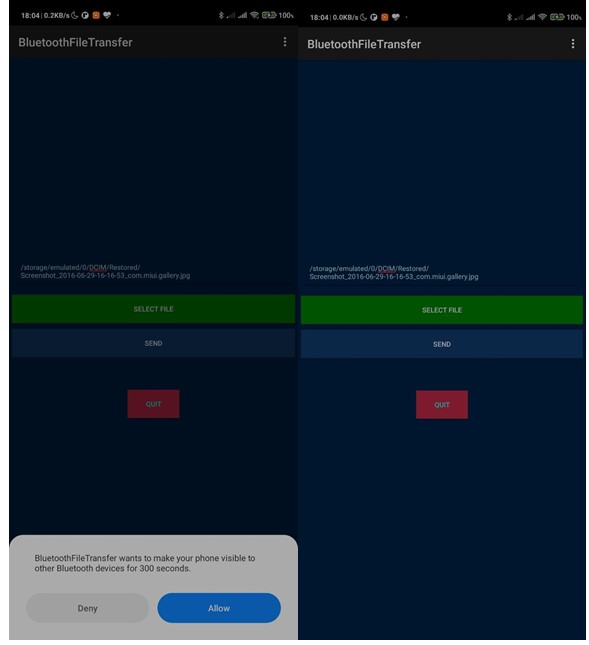 18:04 | 0.2KB/s
100%
BluetoothFileTransfer
/storage/emulated/0/DCIM/Restored/
Screenshot_2016-06-29-16-16-53_com.miui.gallery.jpg
SELECT FILE
SEND
QUIT
BluetoothFileTransfer wants to make your phone visible to
other Bluetooth devices for 300 seconds.
Deny
Allow
18:04 | 0.0KB/s
100%
BluetoothFileTransfer
/storage/emulated/0/DCIM/Restored/
Screenshot_2016-06-29-16-16-53_com.miui.gallery.jpg
SELECT FILE
SEND
QUIT